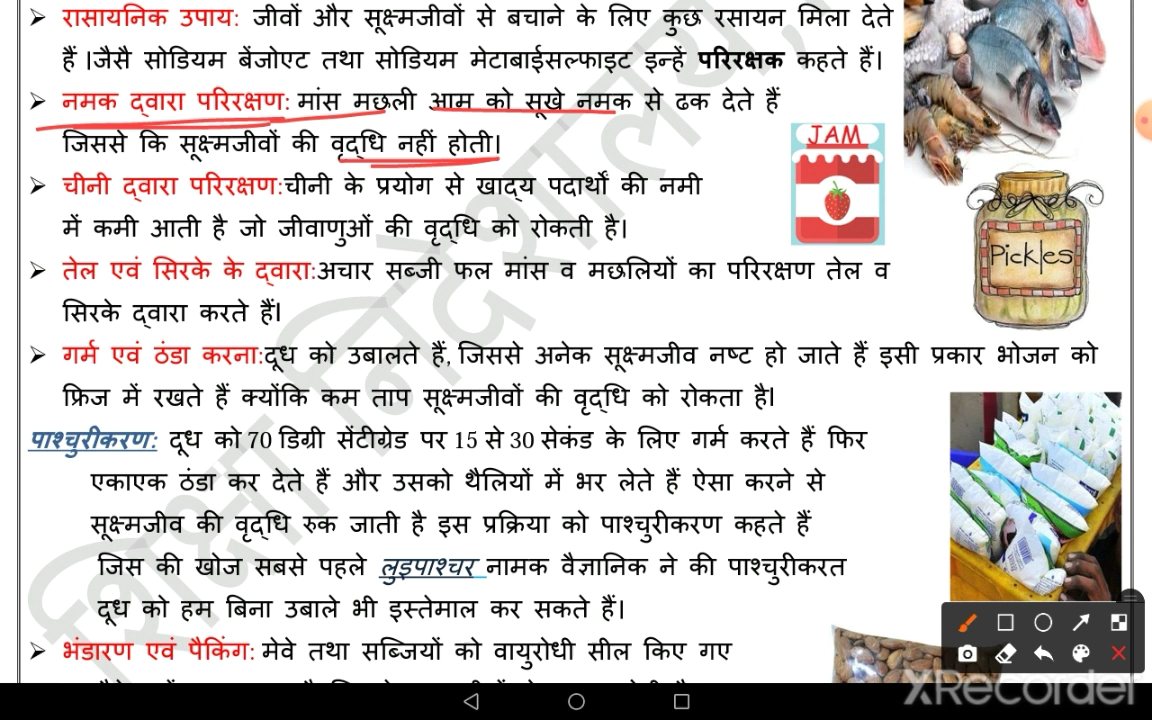 ➤ रासायनिक उपाय: जीवों और सूक्ष्मजीवों से बचाने के लिए कुछ रसायन मिला देते
हैं ।जैसै सोडियम बेंजोएट तथा सोडियम मेटाबाईसल्फाइट इन्हें परिरक्षक कहते हैं।
➤ नमक द्वारा परिरक्षण: मांस मछली आम को सूखे नमक से ढक देते हैं
जिससे कि सूक्ष्मजीवों की वृद्धि नहीं होती।
JAM
➤ चीनी द्वारा परिरक्षण:चीनी के प्रयोग से खाद्य पदार्थों की नमी
में कमी आती है जो जीवाणुओं की वृद्धि को रोकती है।
Pickles
➤ तेल एवं सिरके के द्वारा:अचार सब्जी फल मांस व मछलियों का परिरक्षण तेल व
सिरके द्वारा करते हैं।
➤ गर्म एवं ठंडा करना:दूध को उबालते हैं, जिससे अनेक सूक्ष्मजीव नष्ट हो जाते हैं इसी प्रकार भोजन को
फ्रिज में रखते हैं क्योंकि कम ताप सूक्ष्मजीवों की वृद्धि को रोकता है।
पाश्चुरीकरण: दूध को 70 डिग्री सेंटीग्रेड पर 15 से 30 सेकंड के लिए गर्म करते हैं फिर
एकाएक ठंडा कर देते हैं और उसको थैलियों में भर लेते हैं ऐसा करने से
सूक्ष्मजीव की वृद्धि रुक जाती है इस प्रक्रिया को पाश्चुरीकरण कहते हैं
जिस की खोज सबसे पहले लुइपाश्चर नामक वैज्ञानिक ने की पाश्चुरीकरत
दूध को हम बिना उबाले भी इस्तेमाल कर सकते हैं।
➤ भंडारण एवं पैकिंग: मेवे तथा सब्जियों को वायुरोधी सील किए गए
शिक्षा निदेशालय,
XRecorder